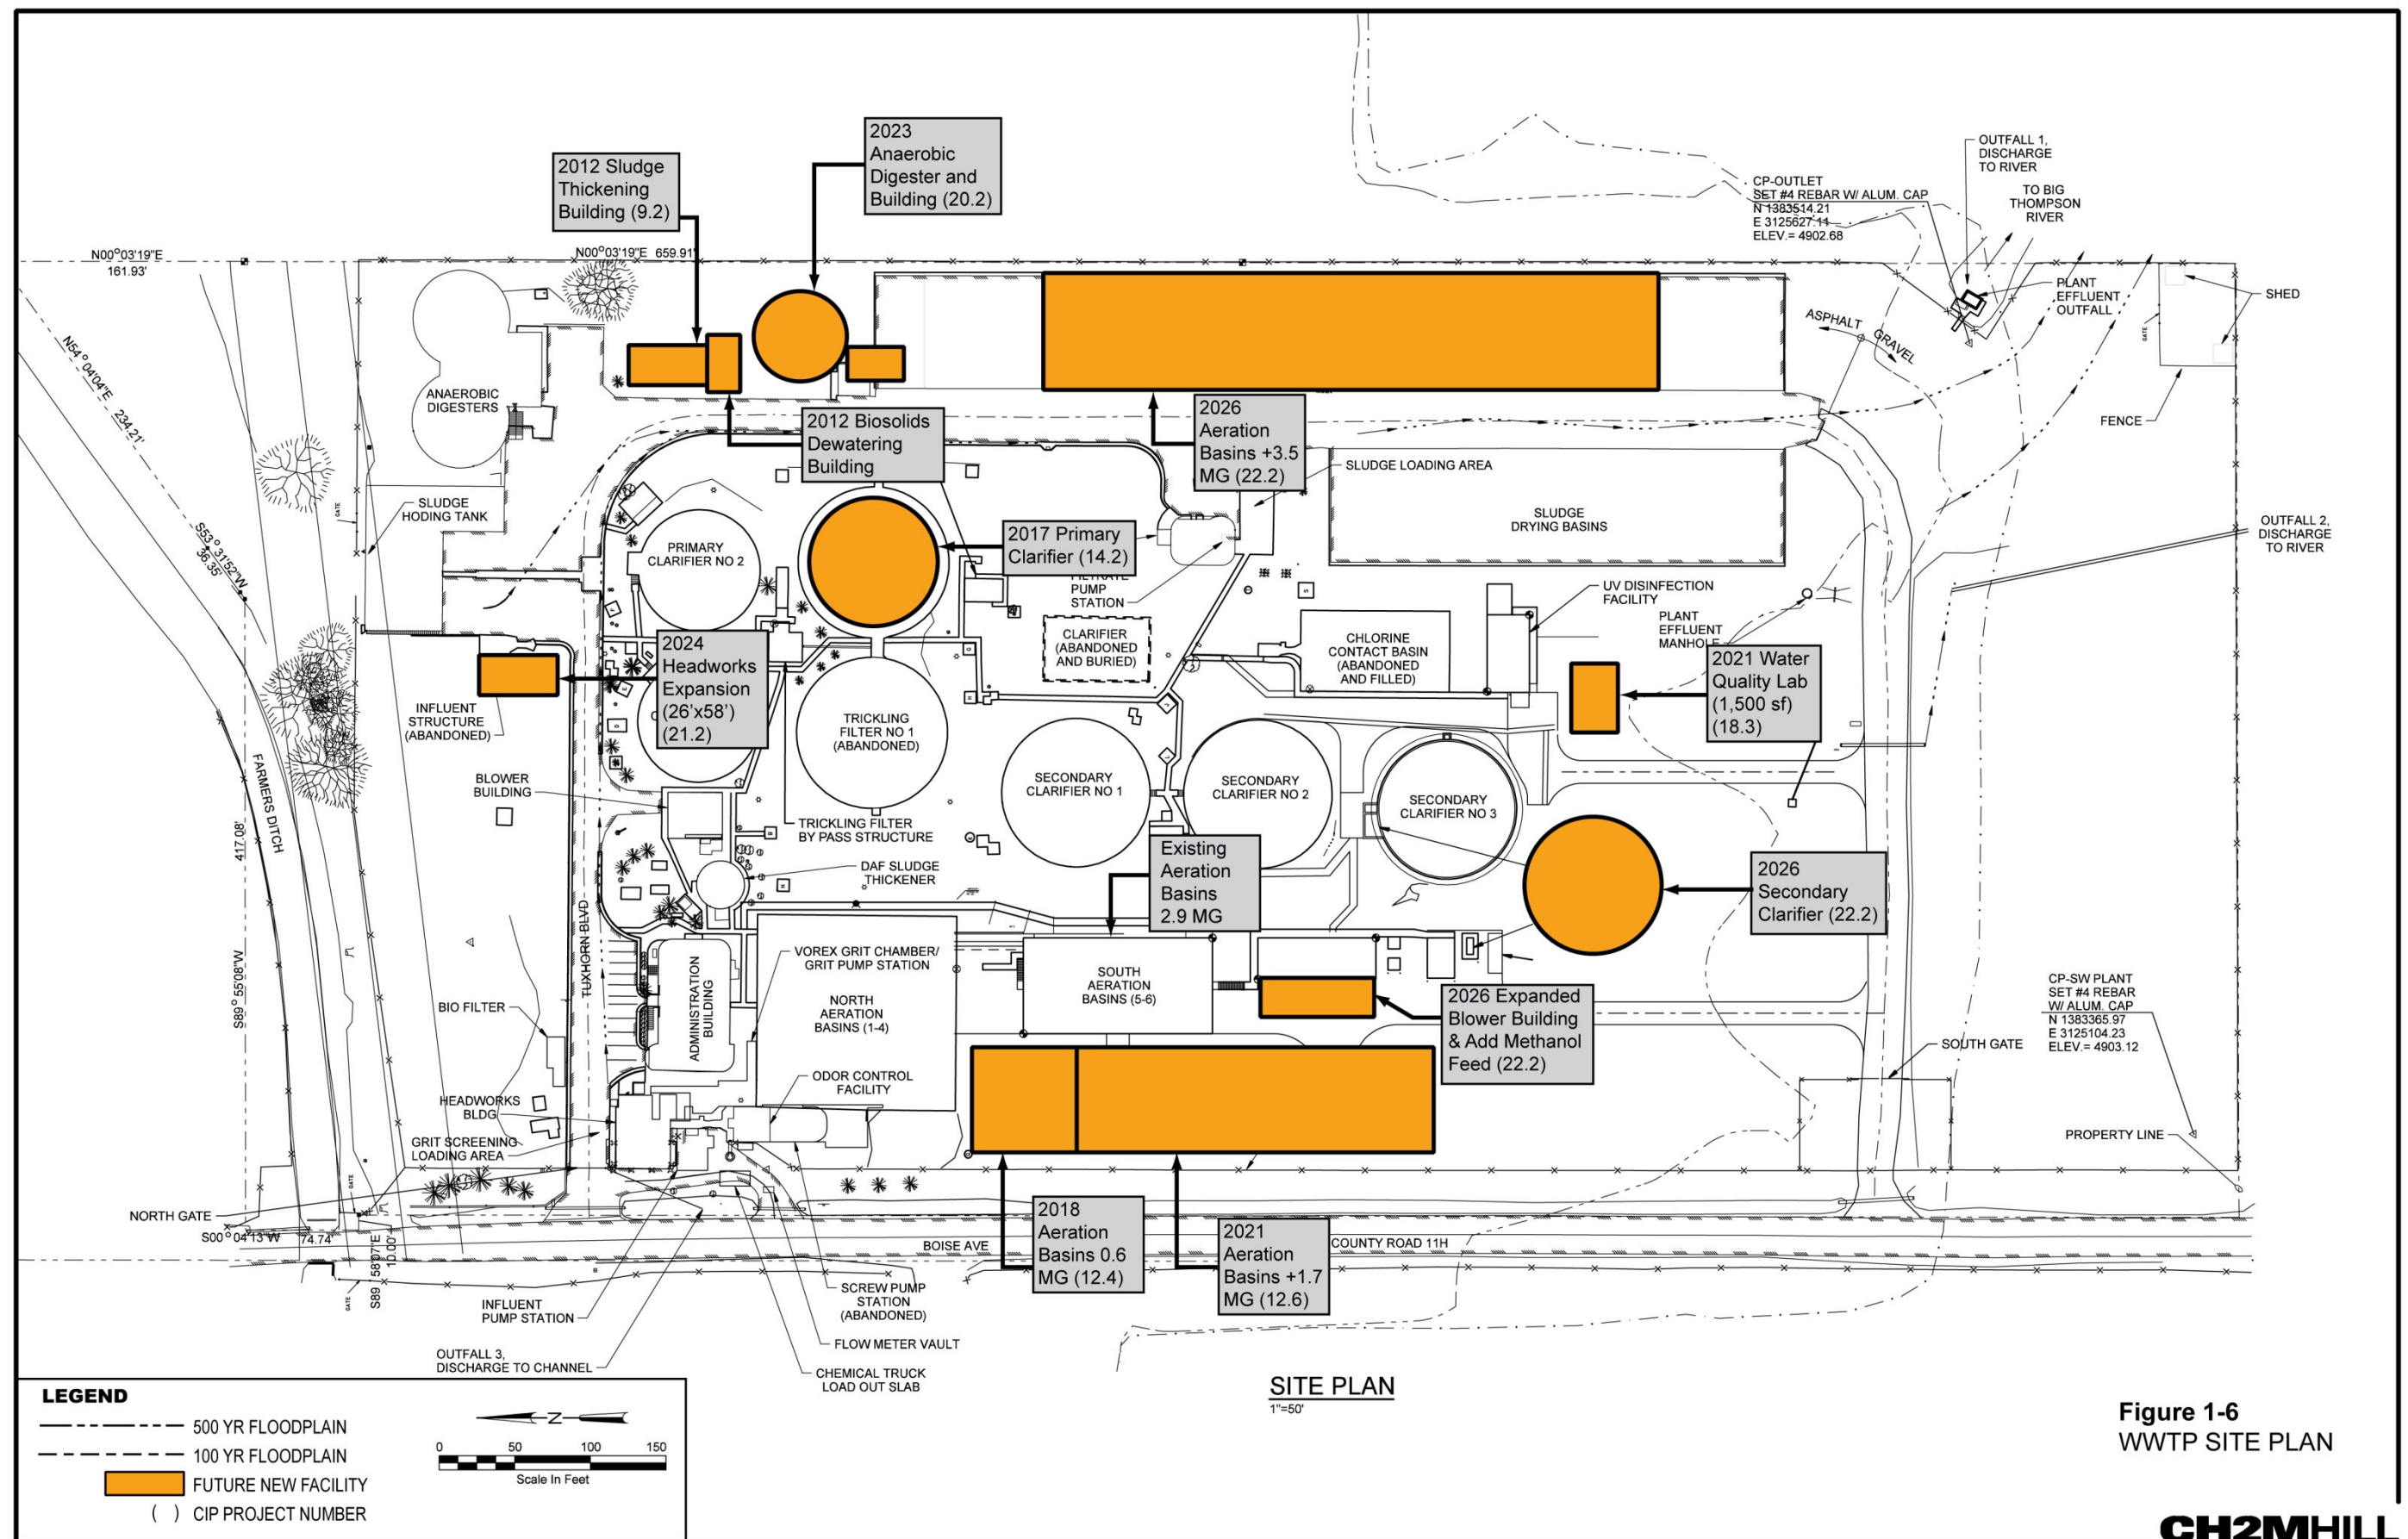 2023
Anaerobic
Digester and
Building (20.2)
2012 Sludge
Thickening
Building (9.2)
OUTFALL 1,
DISCHARGE
TO RIVER
CP-OUTLET
SET #4 REBAR W/ ALUM. CAP
N 1383514.21
E 3125627.11
ELEV.= 4902.68
TO BIG
THOMPSON
RIVER
N00°03'19"E
161.93'
N00°03'19"E 659.91'
PLANT
EFFLUENT
OUTFALL
SHED
GATE
ASPHALT
GRAVEL
FENCE
N54°04'04"E 234.21'
ANAEROBIC
DIGESTERS
2012 Biosolids
Dewatering
Building
2026
Aeration
Basins +3.5
MG (22.2)
SLUDGE LOADING AREA
SLUDGE
HODING TANK
GATE
SLUDGE
DRYING BASINS
OUTFALL 2,
DISCHARGE
TO RIVER
S53°31'52"W
36.35'
PRIMARY
CLARIFIER NO 2
2017 Primary
Clarifier (14.2)
FILTRATE
PUMP
STATION
UV DISINFECTION
FACILITY
PLANT
EFFLUENT
MANHOLE
CLARIFIER
(ABANDONED
AND BURIED)
CHLORINE
CONTACT BASIN
(ABANDONED
AND FILLED)
2024
Headworks
Expansion
(26'x58')
(21.2)
2021 Water
Quality Lab
(1,500 sf)
(18.3)
INFLUENT
STRUCTURE
(ABANDONED)
TRICKLING
FILTER NO 1
(ABANDONED)
FARMERS DITCH
417.08'
S89°55'08"W
BLOWER
BUILDING
SECONDARY
CLARIFIER NO 1
SECONDARY
CLARIFIER NO 2
SECONDARY
CLARIFIER NO 3
TRICKLING FILTER
BY PASS STRUCTURE
DAF SLUDGE
THICKENER
Existing
Aeration
Basins
2.9 MG
2026
Secondary
Clarifier (22.2)
TUXHORN BLVD
VOREX GRIT CHAMBER/
GRIT PUMP STATION
ADMINISTRATION
BUILDING
NORTH
AERATION
BASINS (1-4)
SOUTH
AERATION
BASINS (5-6)
BIO FILTER
2026 Expanded
Blower Building
& Add Methanol
Feed (22.2)
CP-SW PLANT
SET #4 REBAR
W/ ALUM. CAP
N 1383365.97
E 3125104.23
ELEV.= 4903.12
SOUTH GATE
ODOR CONTROL
FACILITY
HEADWORKS
BLDG
GRIT SCREENING
LOADING AREA
PROPERTY LINE
GATE
NORTH GATE
S00°04'13"W 74.74'
S89°58'07"E
10.00'
GATE
BOISE AVE
COUNTY ROAD 11H
2018
Aeration
Basins 0.6
MG (12.4)
2021
Aeration
Basins +1.7
MG (12.6)
INFLUENT
PUMP STATION
SCREW PUMP
STATION
(ABANDONED)
FLOW METER VAULT
OUTFALL 3,
DISCHARGE TO CHANNEL
CHEMICAL TRUCK
LOAD OUT SLAB
SITE PLAN
1"=50'
LEGEND
500 YR FLOODPLAIN
100 YR FLOODPLAIN
FUTURE NEW FACILITY
( ) CIP PROJECT NUMBER
N
0 50 100 150
Scale In Feet
Figure 1-6
WWTP SITE PLAN
CH2MHILL